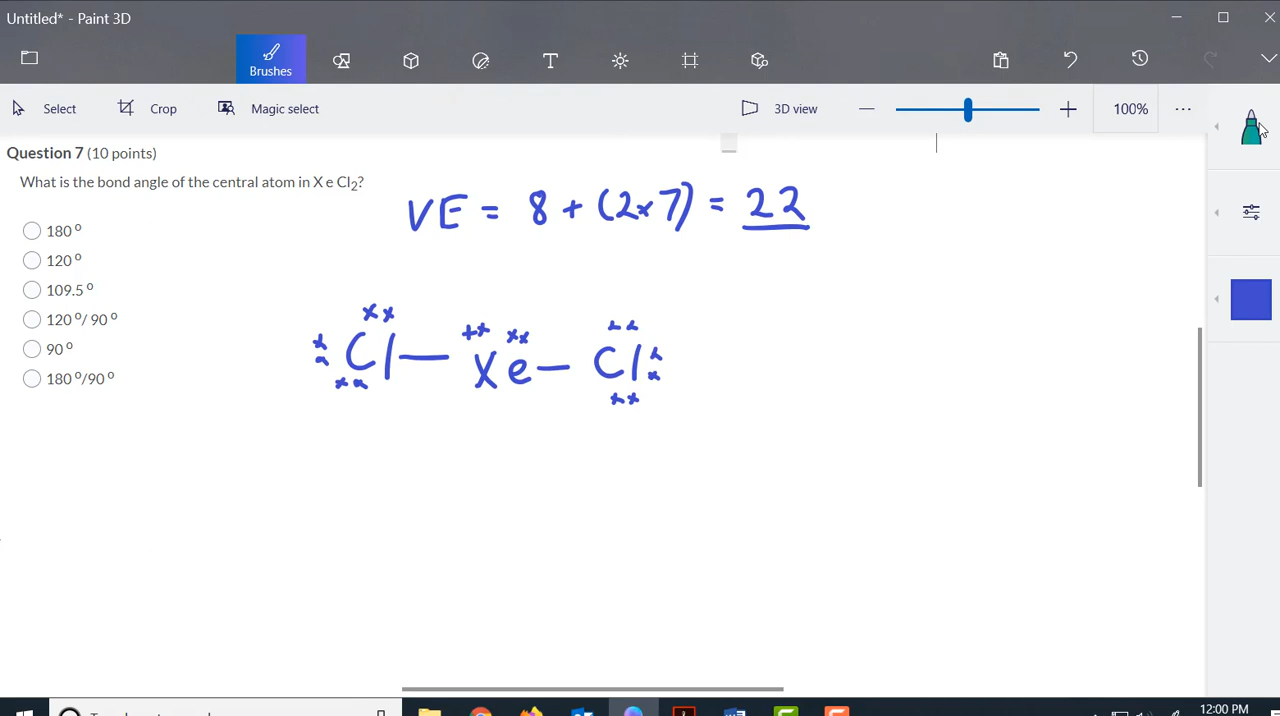 Untitled* - Paint 3D
Brushes
Select
Crop
Magic select
3D view
100%
Question 7 (10 points)
What is the bond angle of the central atom in X e Cl2?
VE = 8 + (2x7) = 22
180 o
120 o
109.5 o
120 o/ 90 o
90 o
180 o/90 o
Cl — Xe — Cl
12:00 PM